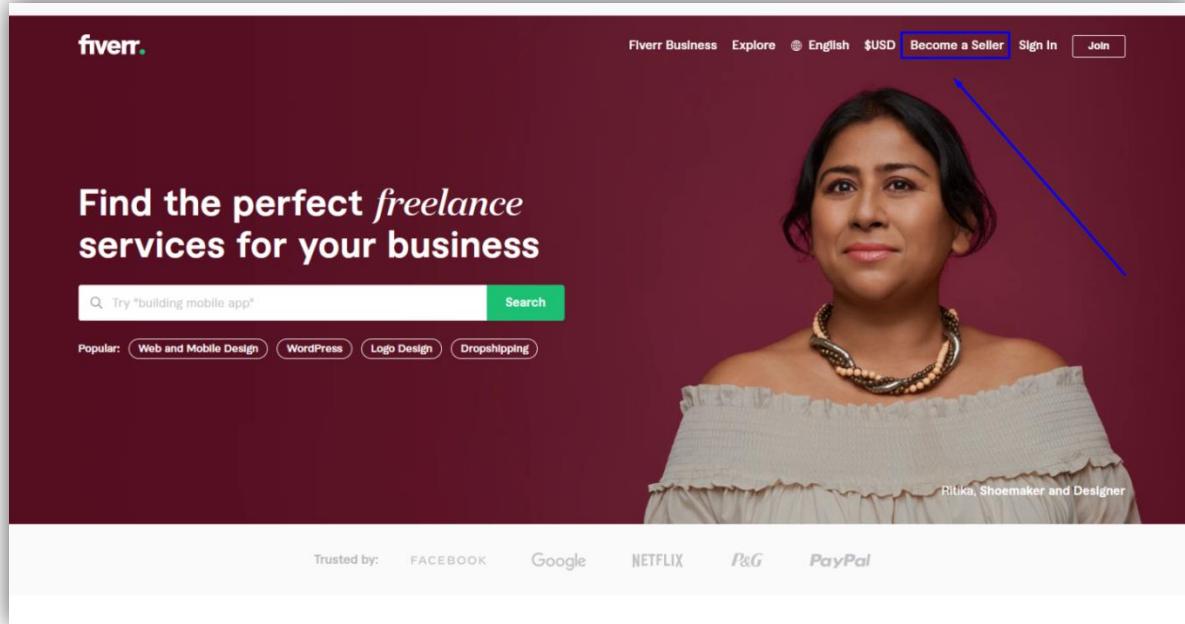 fiverr.
Fiverr Business Explore English $USD Become a Seller Sign In Join
Find the perfect freelance
services for your business
Try "building mobile app" Search
Popular: Web and Mobile Design WordPress Logo Design Dropshipping
Ritika, Shoemaker and Designer
Trusted by: FACEBOOK Google NETFLIX P&G PayPal